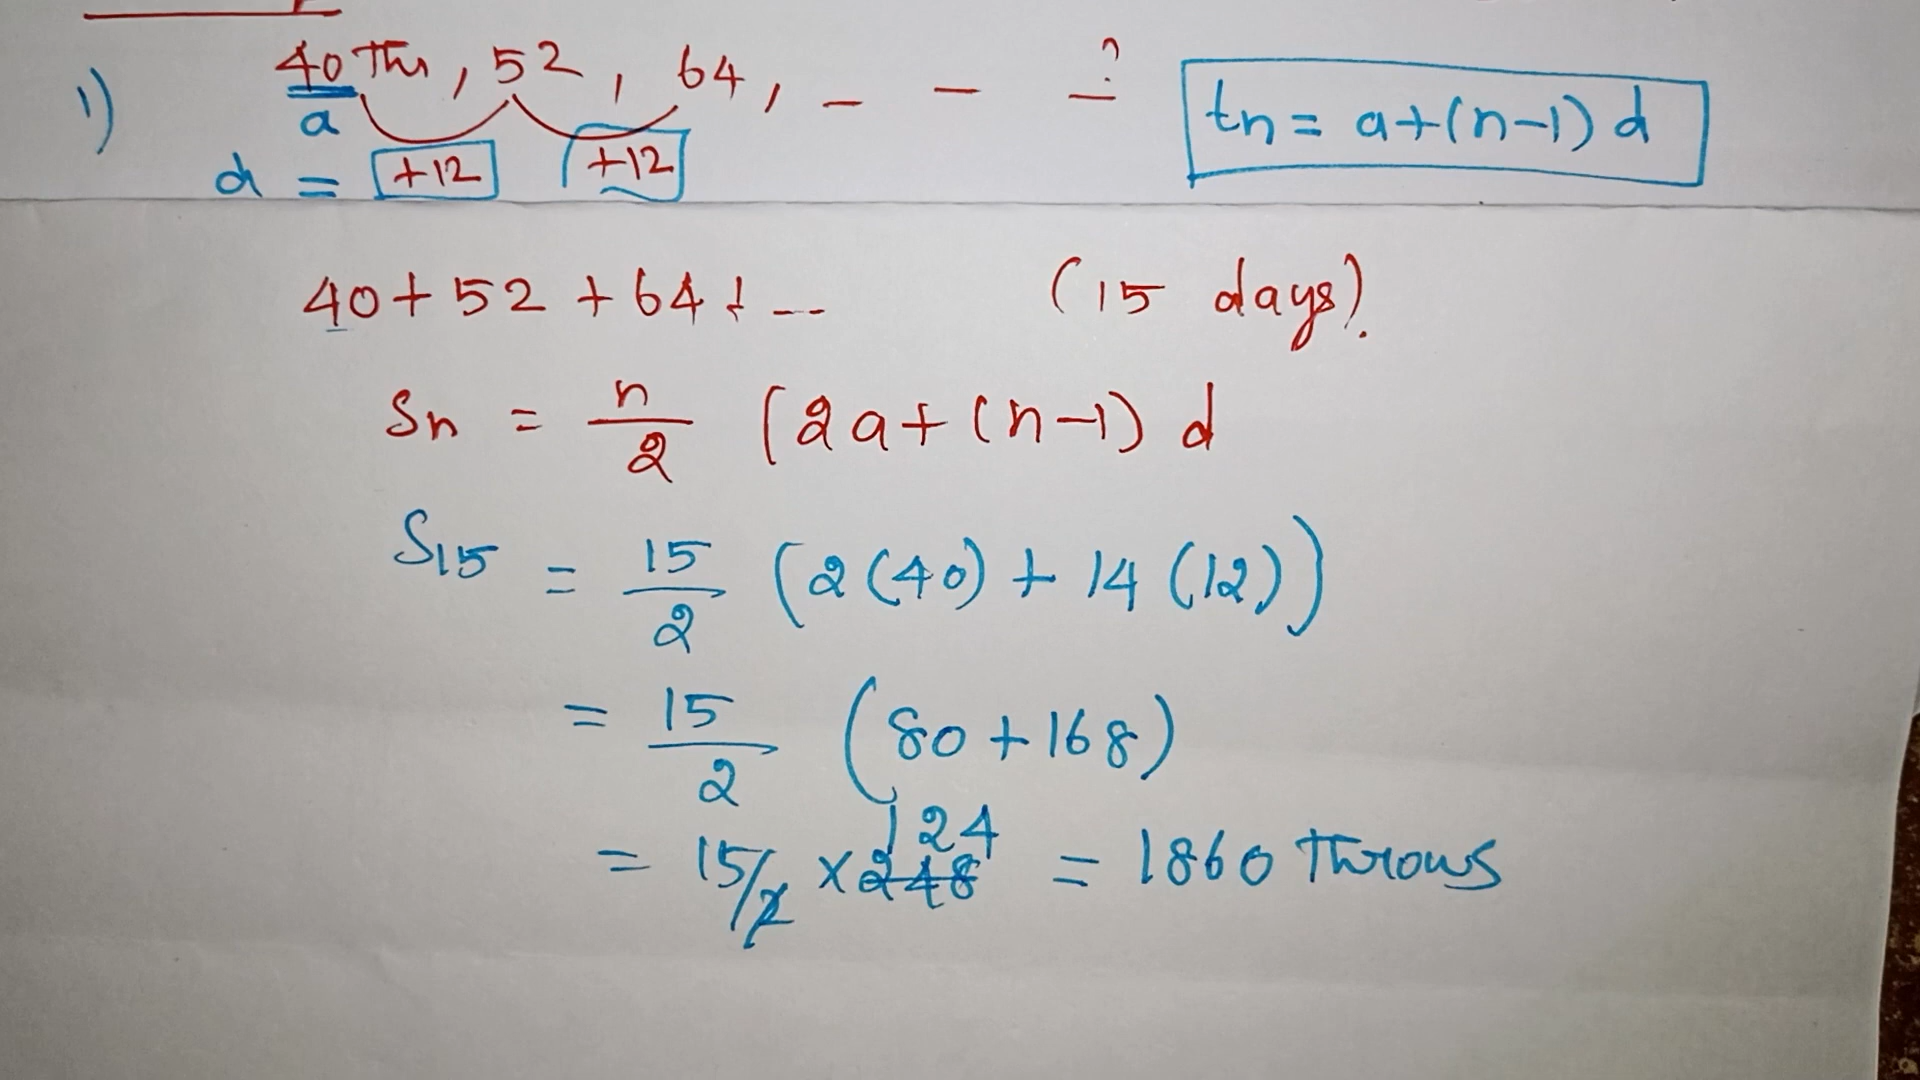 1) 40 Thr, 52, 64, _ _ _?
a
d = +12 +12
tn = a+(n-1) d
40+52+64+-- (15 days).
Sn = n/2 (2a+(n-1) d
S15 = 15/2 (2(40)+14(12))
= 15/2 (80+168)
124
= 15/2 × 248 = 1860 Throws